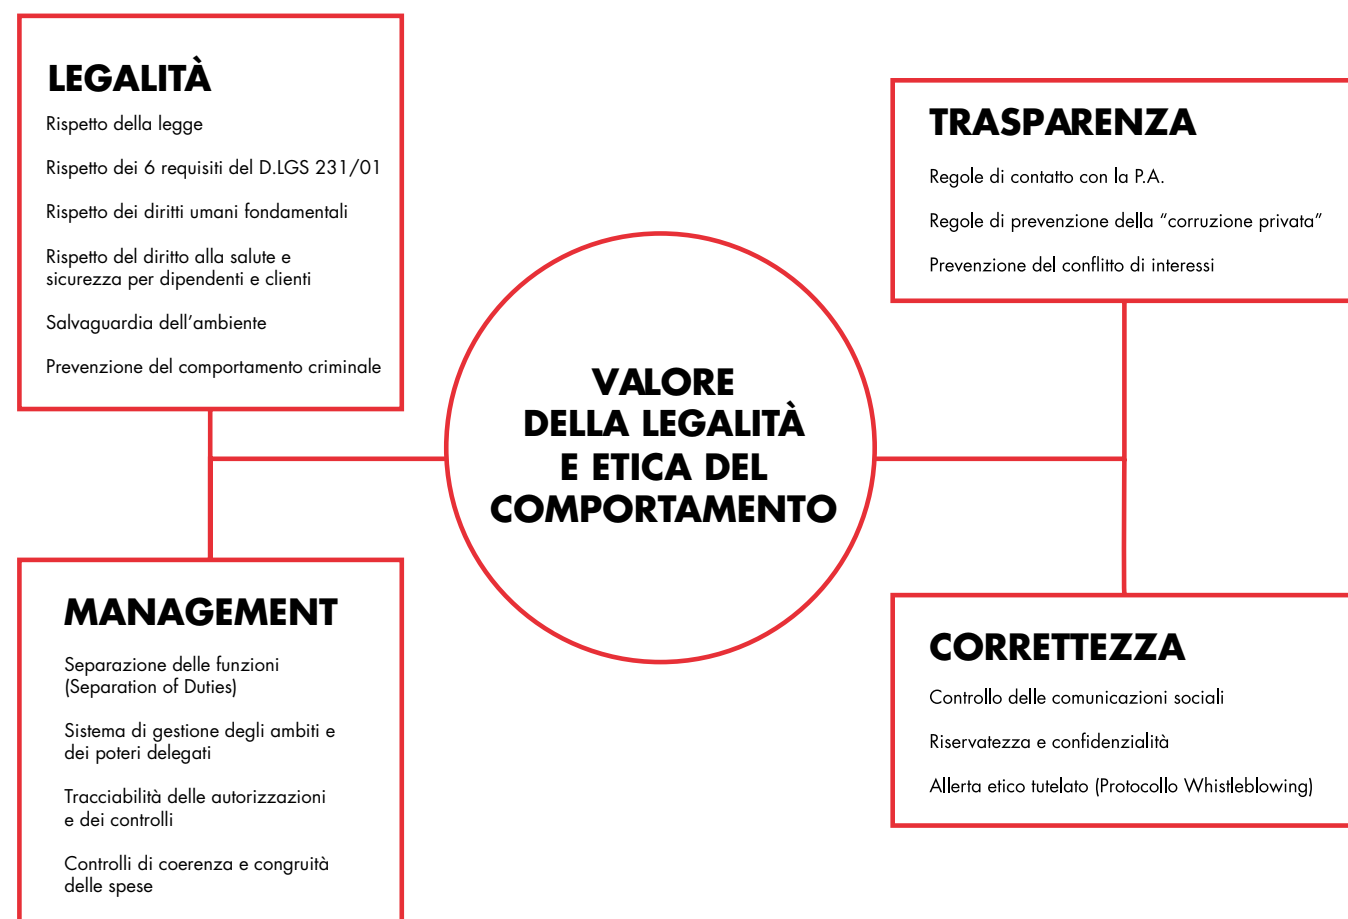 LEGALITÀ
Rispetto della legge
Rispetto dei 6 requisiti del D.LGS 231/01
Rispetto dei diritti umani fondamentali
Rispetto del diritto alla salute e
sicurezza per dipendenti e clienti
Salvaguardia dell’ambiente
Prevenzione del comportamento criminale
TRASPARENZA
Regole di contatto con la P.A.
Regole di prevenzione della “corruzione privata”
Prevenzione del conflitto di interessi
VALORE
DELLA LEGALITÀ
E ETICA DEL
COMPORTAMENTO
MANAGEMENT
Separazione delle funzioni
(Separation of Duties)
Sistema di gestione degli ambiti e
dei poteri delegati
Tracciabilità delle autorizzazioni
e dei controlli
Controlli di coerenza e congruità
delle spese
CORRETTEZZA
Controllo delle comunicazioni sociali
Riservatezza e confidenzialità
Allerta etico tutelato (Protocollo Whistleblowing)